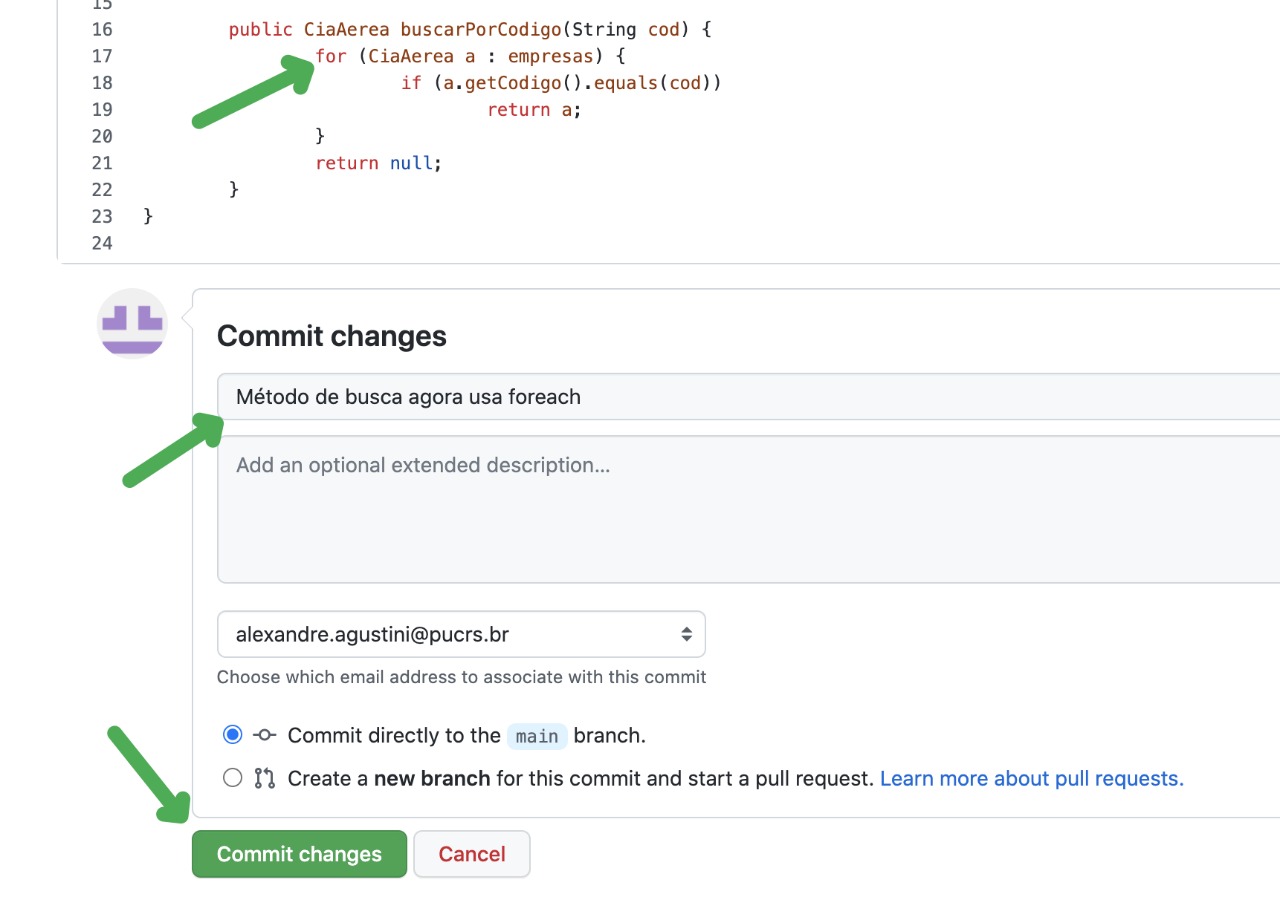 15
16 public CiaAerea buscarPorCodigo(String cod) {
17 for (CiaAerea a : empresas) {
18 if (a.getCodigo().equals(cod))
19 return a;
20 }
21 return null;
22 }
23 }
24
Commit changes
Método de busca agora usa foreach
Add an optional extended description...
alexandre.agustini@pucrs.br
Choose which email address to associate with this commit
Commit directly to the main branch.
Create a new branch for this commit and start a pull request. Learn more about pull requests.
Commit changes Cancel